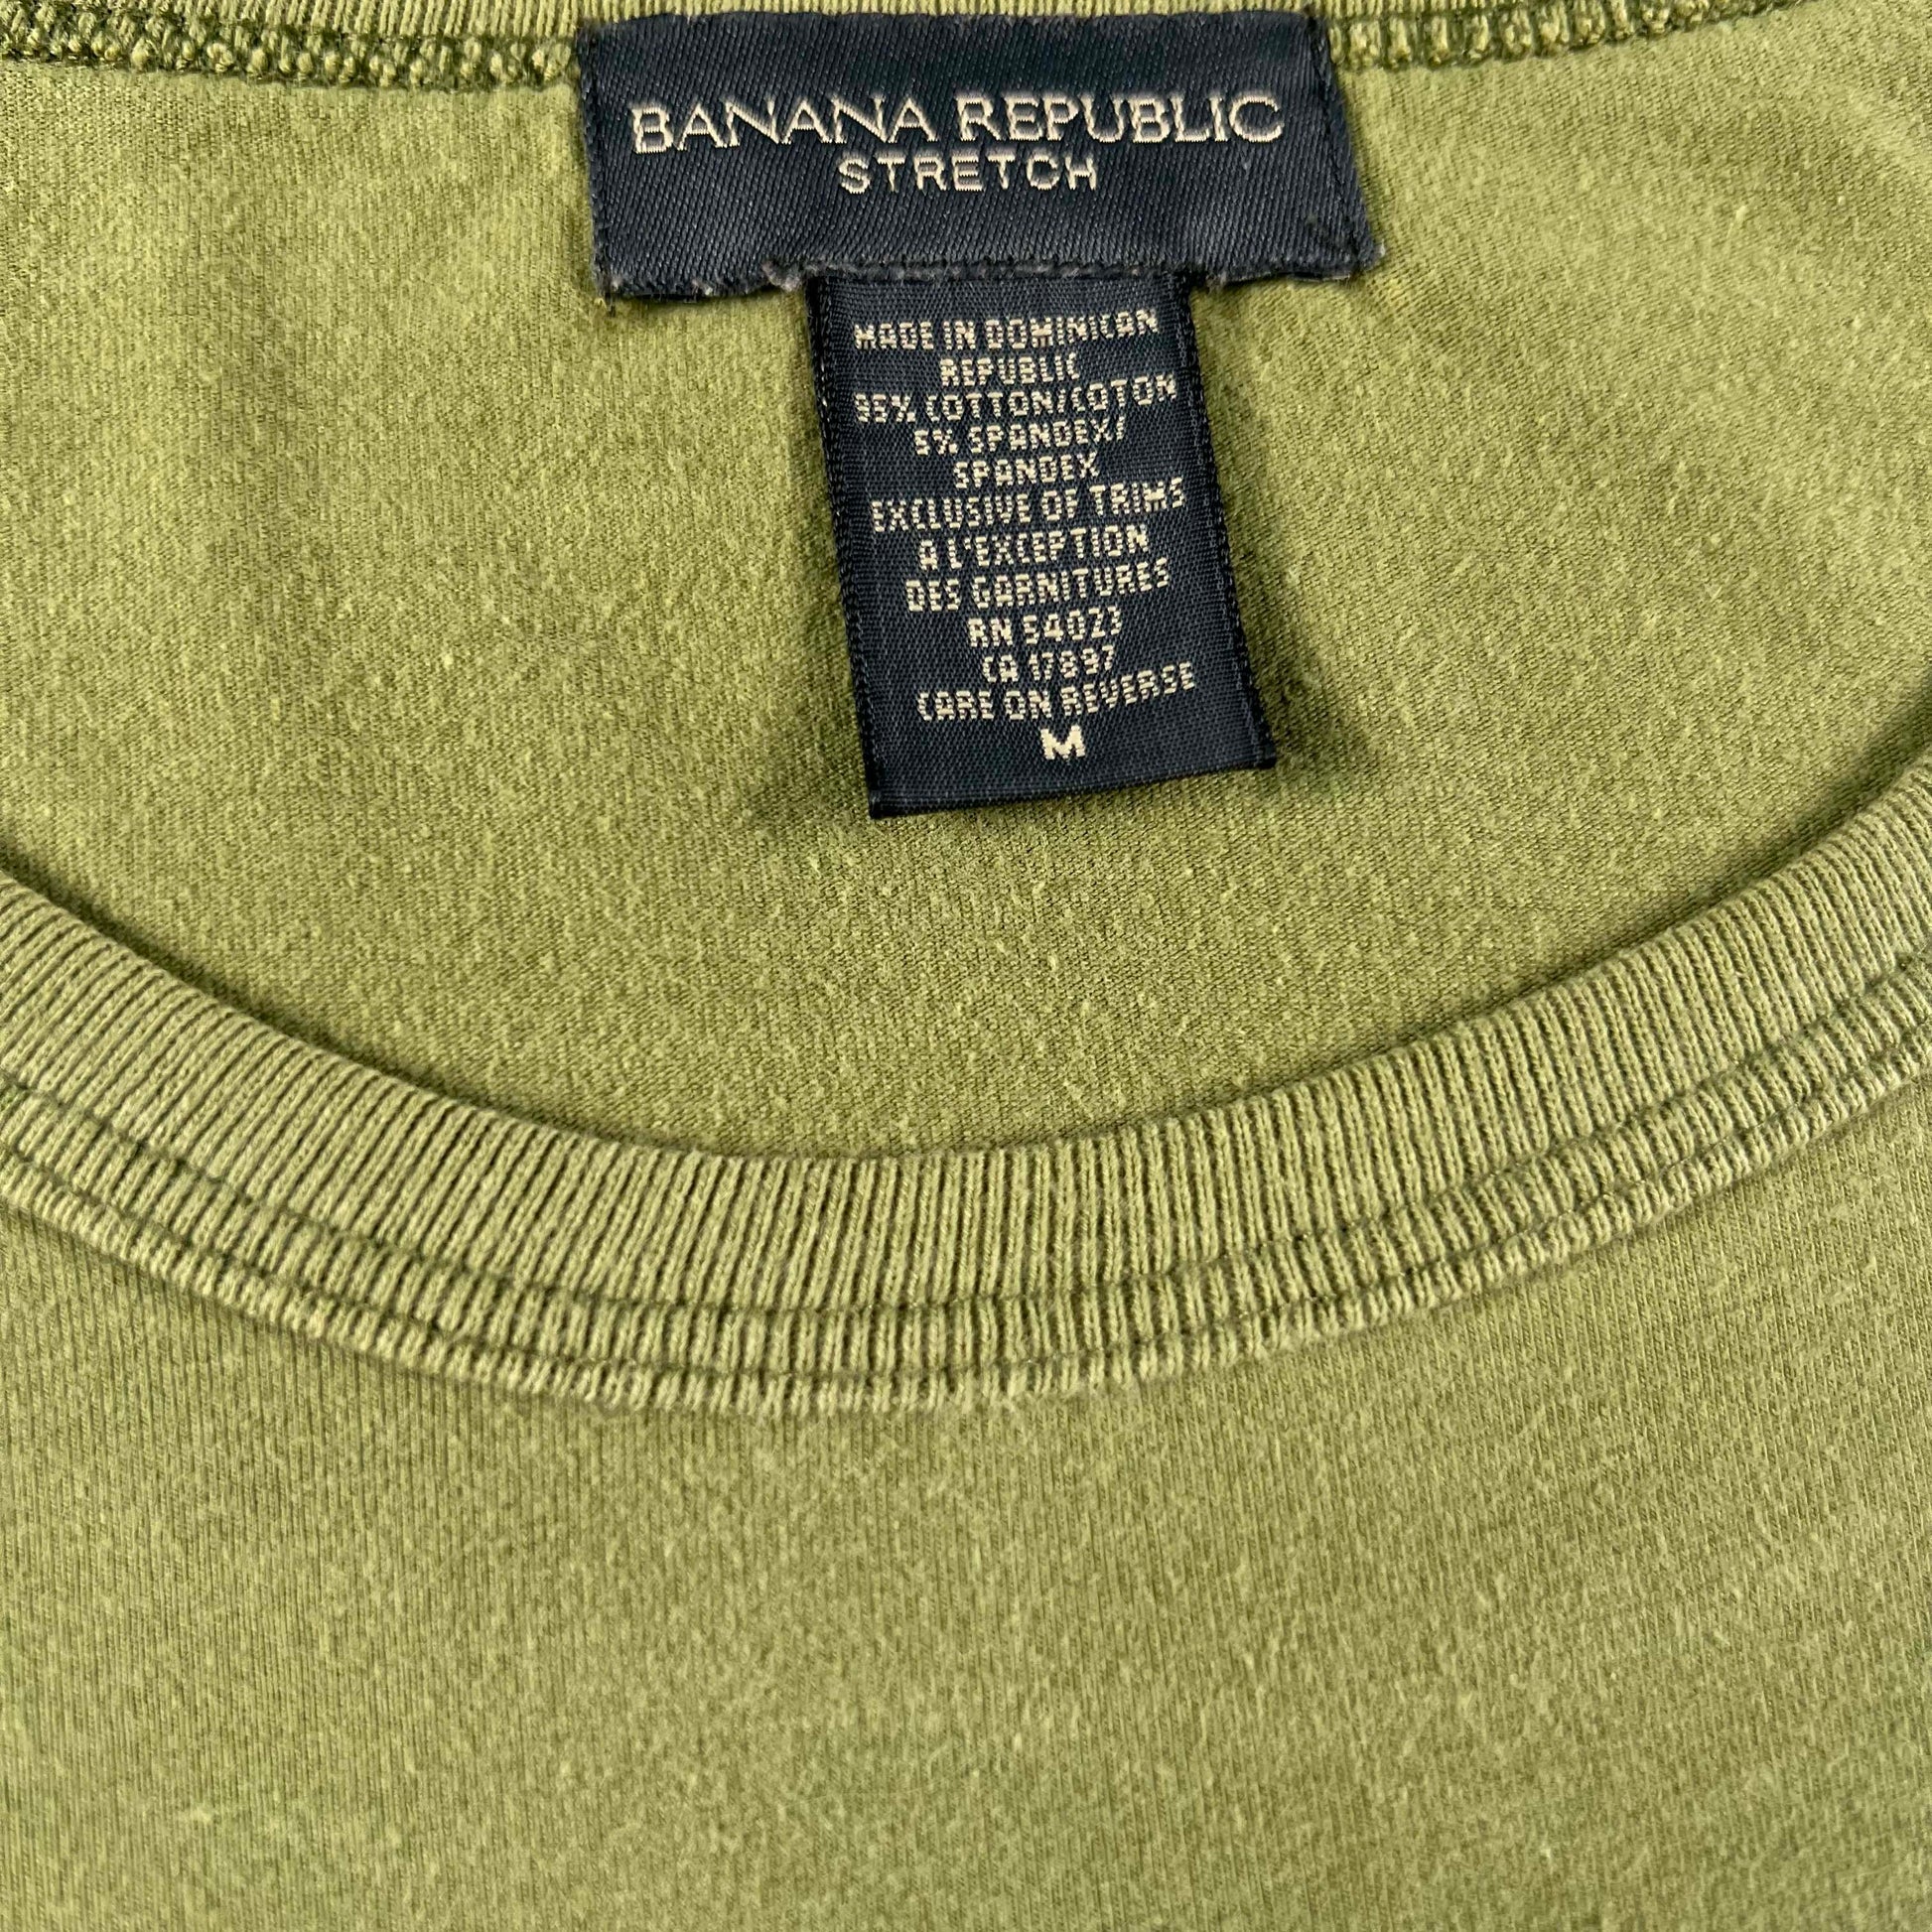 BANANA REPUBLIC
STRETCH
MADE IN DOMINICAN
REPUBLIC
95% COTTON/COTON
5% SPANDEX/
SPANDEX
EXCLUSIVE OF TRIMS
A L'EXCEPTION
DES GARNITURES
RN 54023
CA 17897
CARE ON REVERSE
M